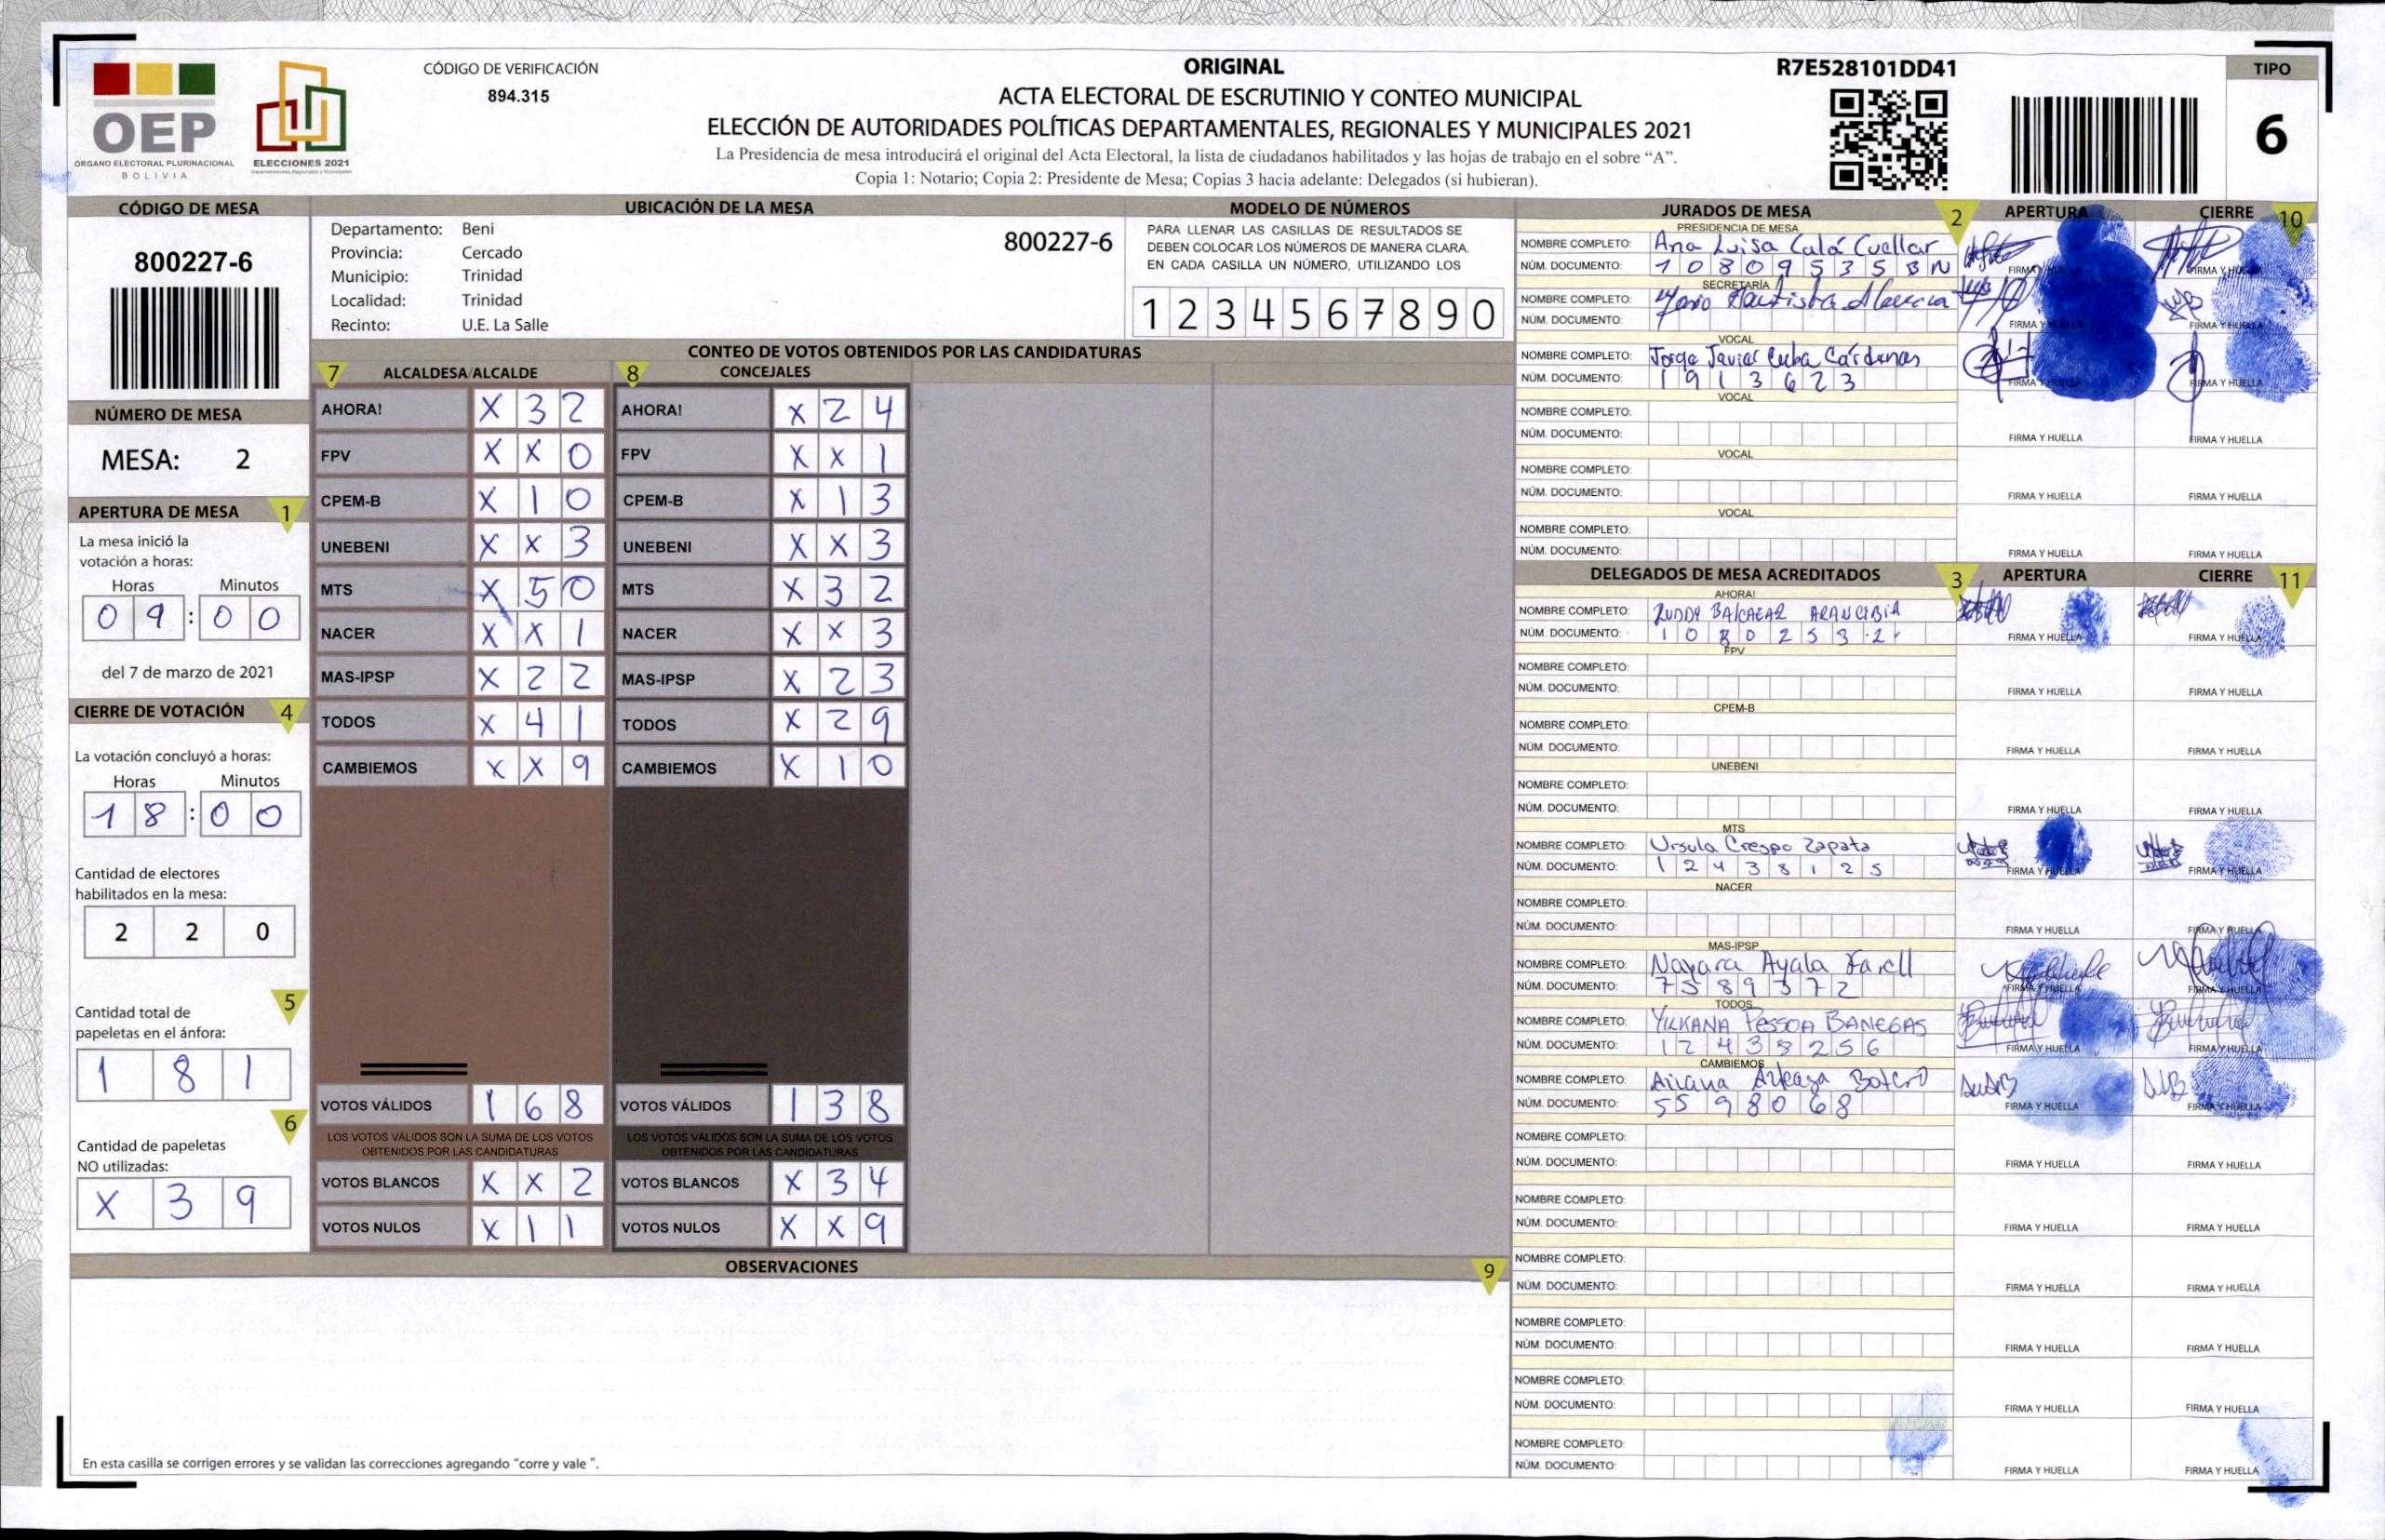 OEP
ÓRGANO ELECTORAL PLURINACIONAL
BOLIVIA
ELECCIONES 2021
CÓDIGO DE VERIFICACIÓN
894.315
ORIGINAL
ACTA ELECTORAL DE ESCRUTINIO Y CONTEO MUNICIPAL
ELECCIÓN DE AUTORIDADES POLÍTICAS DEPARTAMENTALES, REGIONALES Y MUNICIPALES 2021
La Presidencia de mesa introducirá el original del Acta Electoral, la lista de ciudadanos habilitados y las hojas de trabajo en el sobre “A”.
Copia 1: Notario; Copia 2: Presidente de Mesa; Copias 3 hacia adelante: Delegados (si hubieran).
R7E528101DD41
TIPO
6
CÓDIGO DE MESA
800227-6
NÚMERO DE MESA
MESA: 2
APERTURA DE MESA 1
La mesa inició la
votación a horas:
Horas Minutos
0 9 : 0 0
del 7 de marzo de 2021
CIERRE DE VOTACIÓN 4
La votación concluyó a horas:
Horas Minutos
1 8 : 0 0
Cantidad de electores
habilitados en la mesa:
2 2 0
5
Cantidad total de
papeletas en el ánfora:
1 8 1
6
Cantidad de papeletas
NO utilizadas:
X 3 9
UBICACIÓN DE LA MESA
Departamento: Beni
Provincia: Cercado
Municipio: Trinidad
Localidad: Trinidad
Recinto: U.E. La Salle
800227-6
MODELO DE NÚMEROS
PARA LLENAR LAS CASILLAS DE RESULTADOS SE
DEBEN COLOCAR LOS NÚMEROS DE MANERA CLARA.
EN CADA CASILLA UN NÚMERO, UTILIZANDO LOS
1 2 3 4 5 6 7 8 9 0
CONTEO DE VOTOS OBTENIDOS POR LAS CANDIDATURAS
7 ALCALDESA/ALCALDE 8 CONCEJALES
AHORA! X 3 2 AHORA! X 2 4
FPV X X 0 FPV X X 1
CPEM-B X 1 0 CPEM-B X 1 3
UNEBENI X X 3 UNEBENI X X 3
MTS X 5 0 MTS X 3 2
NACER X X 1 NACER X X 3
MAS-IPSP X 2 2 MAS-IPSP X 2 3
TODOS X 4 1 TODOS X 2 9
CAMBIEMOS X X 9 CAMBIEMOS X 1 0
VOTOS VÁLIDOS 1 6 8 VOTOS VÁLIDOS 1 3 8
LOS VOTOS VÁLIDOS SON LA SUMA DE LOS VOTOS LOS VOTOS VÁLIDOS SON LA SUMA DE LOS VOTOS
OBTENIDOS POR LAS CANDIDATURAS OBTENIDOS POR LAS CANDIDATURAS
VOTOS BLANCOS X X 2 VOTOS BLANCOS X 3 4
VOTOS NULOS X 1 1 VOTOS NULOS X X 9
OBSERVACIONES 9
En esta casilla se corrigen errores y se validan las correcciones agregando “corre y vale ”.
JURADOS DE MESA 2 APERTURA CIERRE 10
PRESIDENCIA DE MESA
NOMBRE COMPLETO: Ana Luisa Calá Cuellar
NÚM. DOCUMENTO: 1 0 8 0 9 5 3 5 B N FIRMA Y HUELLA FIRMA Y HUELLA
SECRETARÍA
NOMBRE COMPLETO: Bautista
NÚM. DOCUMENTO: FIRMA Y HUELLA FIRMA Y HUELLA
VOCAL
NOMBRE COMPLETO: Jorge Javier Cuba Cárdenas
NÚM. DOCUMENTO: 1 9 1 3 6 2 3 FIRMA Y HUELLA FIRMA Y HUELLA
VOCAL
NOMBRE COMPLETO:
NÚM. DOCUMENTO: FIRMA Y HUELLA FIRMA Y HUELLA
VOCAL
NOMBRE COMPLETO:
NÚM. DOCUMENTO: FIRMA Y HUELLA FIRMA Y HUELLA
VOCAL
NOMBRE COMPLETO:
NÚM. DOCUMENTO: FIRMA Y HUELLA FIRMA Y HUELLA
DELEGADOS DE MESA ACREDITADOS 3 APERTURA CIERRE 11
AHORA!
NOMBRE COMPLETO: RUDDY BALCAZAR ARANCIBIA
NÚM. DOCUMENTO: 1 0 8 0 2 5 3 2 FIRMA Y HUELLA FIRMA Y HUELLA
FPV
NOMBRE COMPLETO:
NÚM. DOCUMENTO: FIRMA Y HUELLA FIRMA Y HUELLA
CPEM-B
NOMBRE COMPLETO:
NÚM. DOCUMENTO: FIRMA Y HUELLA FIRMA Y HUELLA
UNEBENI
NOMBRE COMPLETO:
NÚM. DOCUMENTO: FIRMA Y HUELLA FIRMA Y HUELLA
MTS
NOMBRE COMPLETO: Ursula Crespo Zapata
NÚM. DOCUMENTO: 1 2 4 3 8 1 2 5 FIRMA Y HUELLA FIRMA Y HUELLA
NACER
NOMBRE COMPLETO:
NÚM. DOCUMENTO: FIRMA Y HUELLA FIRMA Y HUELLA
MAS-IPSP
NOMBRE COMPLETO: Nayara Ayala Farell
NÚM. DOCUMENTO: 7 5 8 9 3 7 2 FIRMA Y HUELLA FIRMA Y HUELLA
TODOS
NOMBRE COMPLETO: YILKANA PESSOA BANEGAS
NÚM. DOCUMENTO: 1 2 4 3 8 2 5 6 FIRMA Y HUELLA FIRMA Y HUELLA
CAMBIEMOS
NOMBRE COMPLETO: Ariana Arteaga Botero
NÚM. DOCUMENTO: 5 5 9 8 0 6 8 FIRMA Y HUELLA FIRMA Y HUELLA
NOMBRE COMPLETO:
NÚM. DOCUMENTO: FIRMA Y HUELLA FIRMA Y HUELLA
NOMBRE COMPLETO:
NÚM. DOCUMENTO: FIRMA Y HUELLA FIRMA Y HUELLA
NOMBRE COMPLETO:
NÚM. DOCUMENTO: FIRMA Y HUELLA FIRMA Y HUELLA
NOMBRE COMPLETO:
NÚM. DOCUMENTO: FIRMA Y HUELLA FIRMA Y HUELLA
NOMBRE COMPLETO:
NÚM. DOCUMENTO: FIRMA Y HUELLA FIRMA Y HUELLA
NOMBRE COMPLETO:
NÚM. DOCUMENTO: FIRMA Y HUELLA FIRMA Y HUELLA